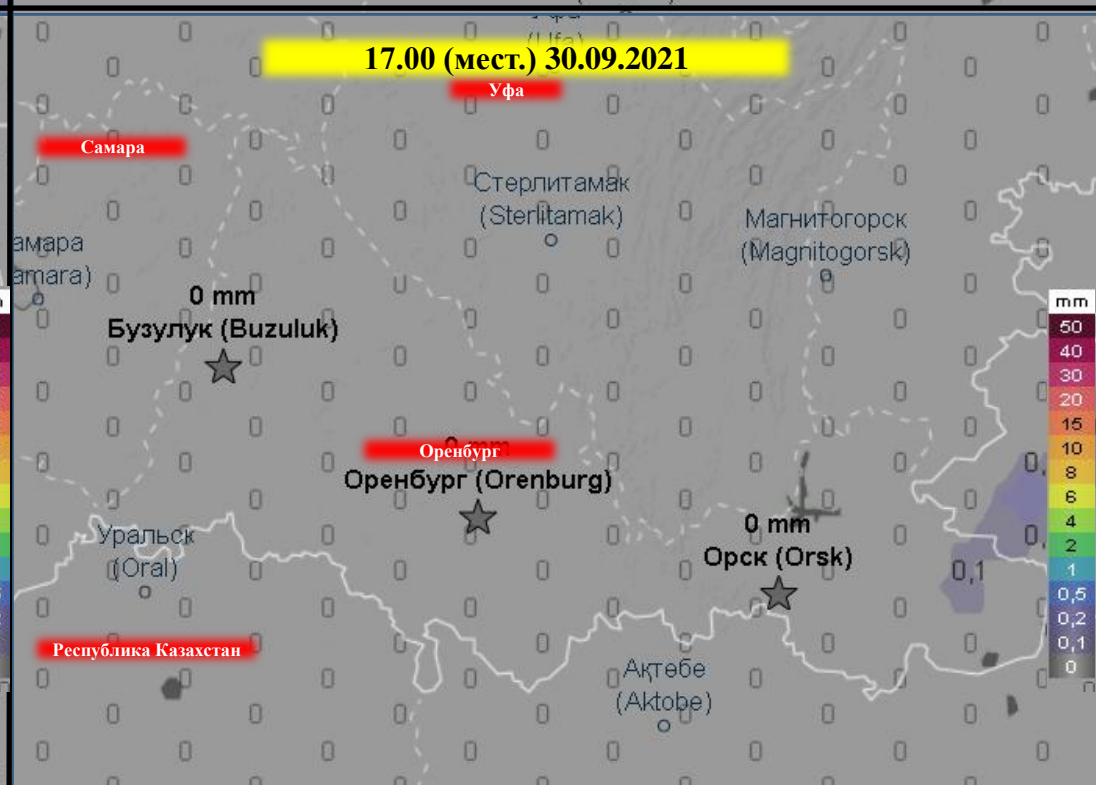 17.00 (мест.) 30.09.2021
Уфа
Самара
Стерлитамак
(Sterlitamak)
Магнитогорск
(Magnitogorsk)
амара
amara)
0 mm
Бузулук (Buzuluk)
mm
50
40
30
20
15
10
8
6
4
2
1
0,5
0,2
0,1
0
Оренбург
Оренбург (Orenburg)
0 mm
Орск (Orsk)
0,1
Уральск
(Oral)
Республика Казахстан
Ақтөбе
(Aktobe)